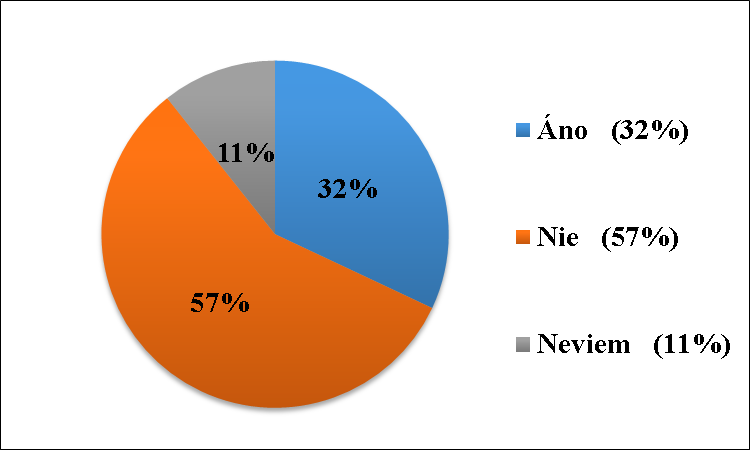 11%
32%
57%
Áno (32%)
Nie (57%)
Neviem (11%)